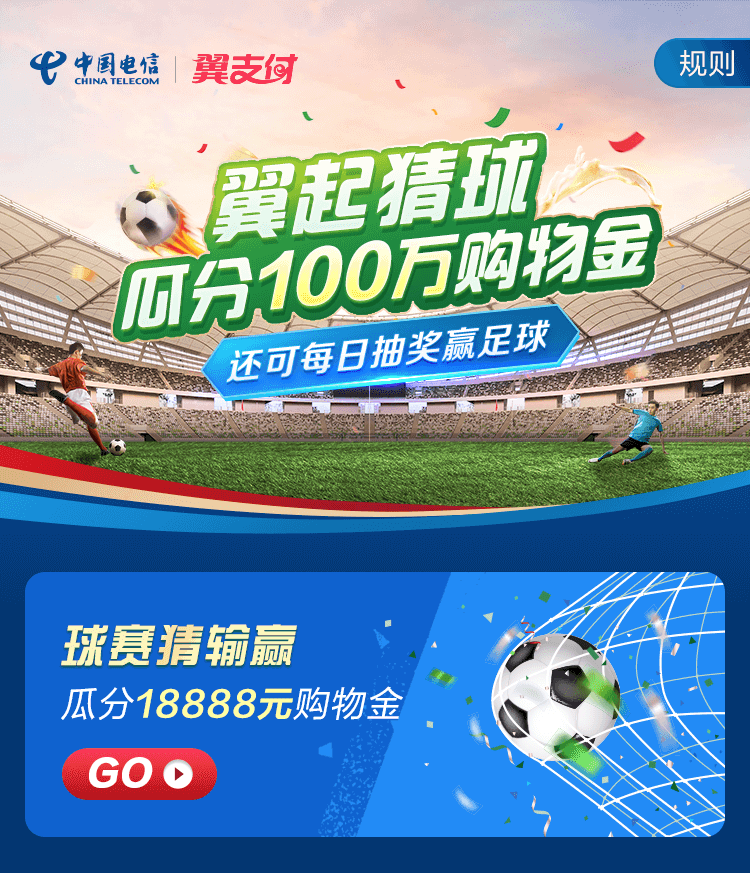 中国电信
CHINA TELECOM
翼支付
规则
翼起猜球
瓜分100万购物金
还可每日抽奖赢足球
球赛猜输赢
瓜分18888元购物金
GO